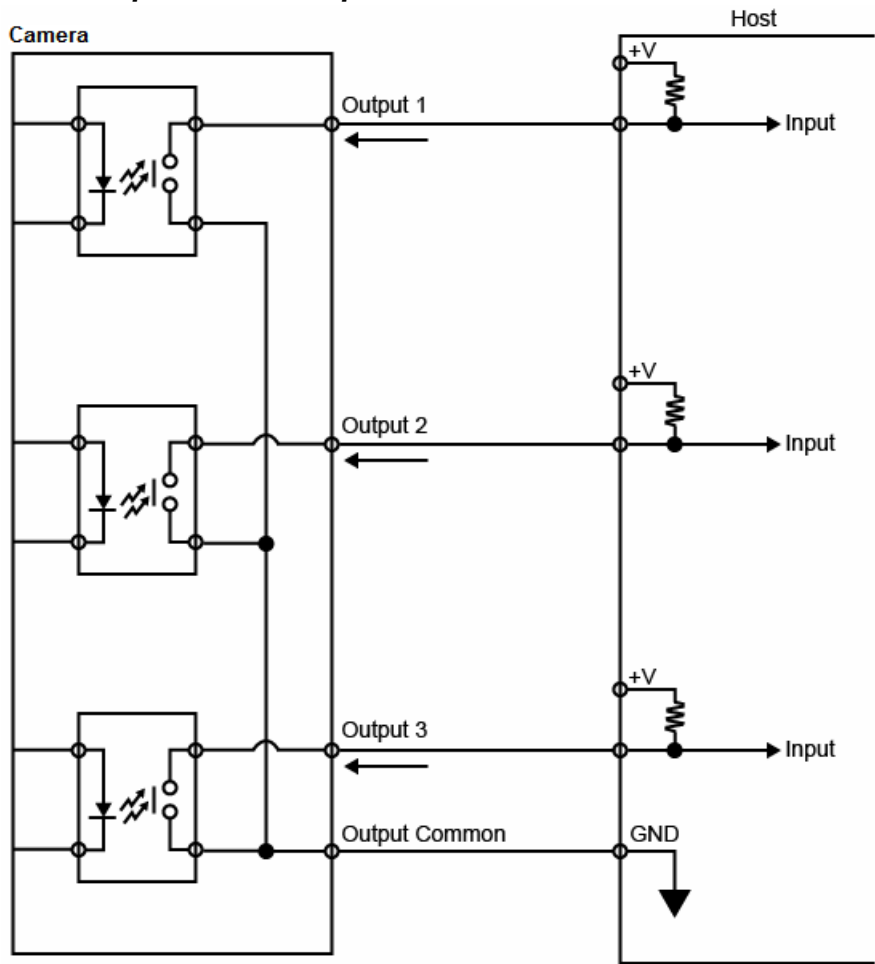 Host
Camera
+V
Output 1
Input
+V
Output 2
Input
+V
Output 3
Input
Output Common
GND